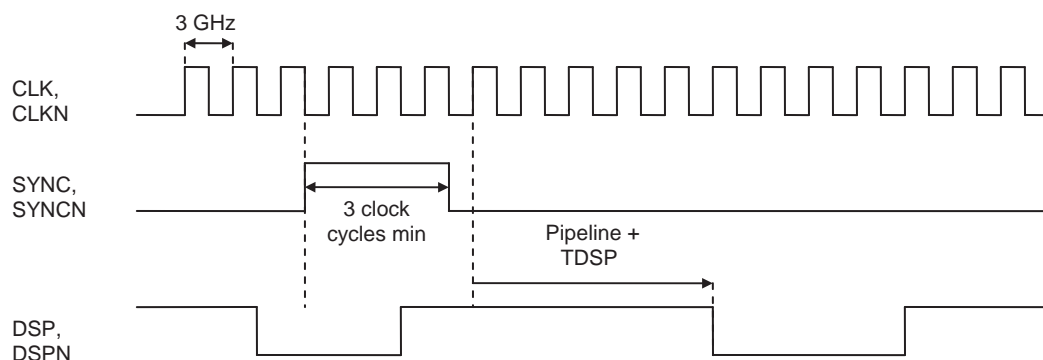 3 GHz
CLK,
CLKN
SYNC,
SYNCN
3 clock
cycles min
Pipeline +
TDSP
DSP,
DSPN